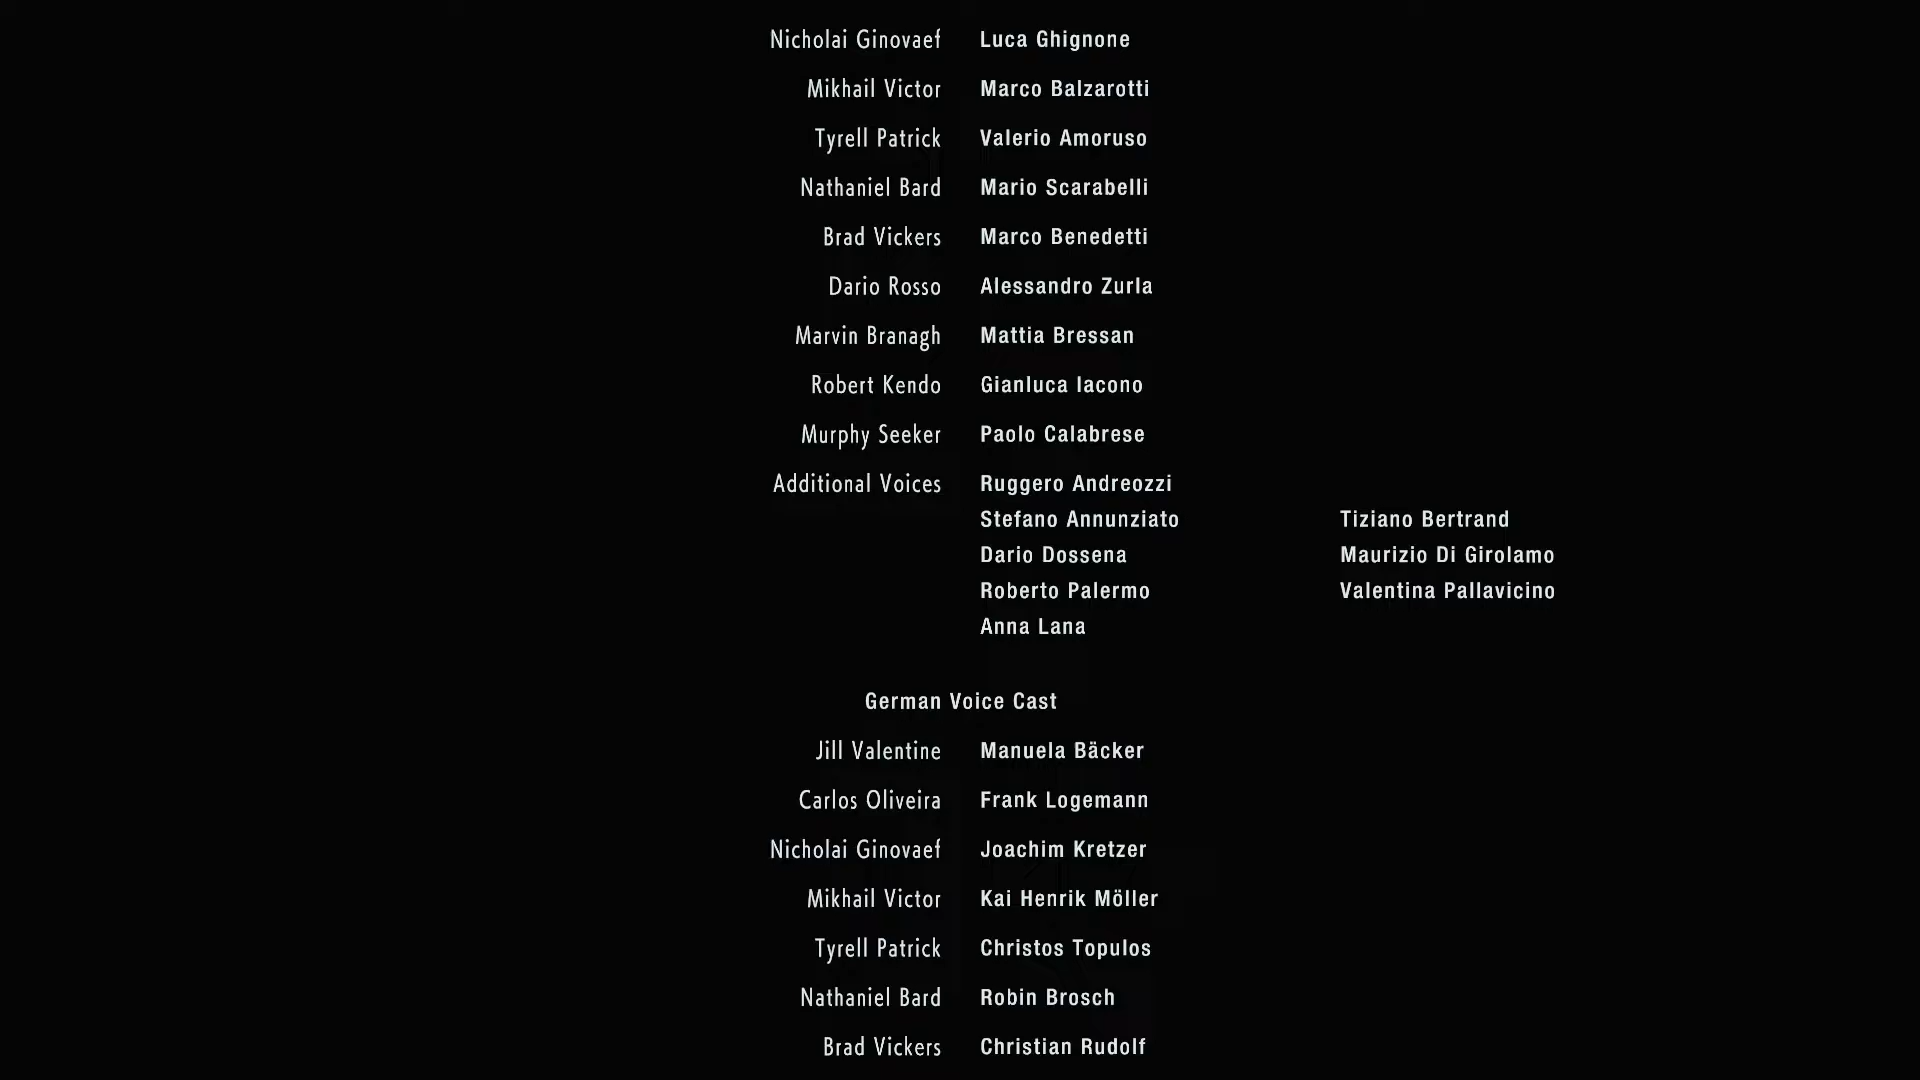 Nicholai Ginovaef Luca Ghignone
Mikhail Victor Marco Balzarotti
Tyrell Patrick Valerio Amoruso
Nathaniel Bard Mario Scarabelli
Brad Vickers Marco Benedetti
Dario Rosso Alessandro Zurla
Marvin Branagh Mattia Bressan
Robert Kendo Gianluca Iacono
Murphy Seeker Paolo Calabrese
Additional Voices Ruggero Andreozzi
Stefano Annunziato Tiziano Bertrand
Dario Dossena Maurizio Di Girolamo
Roberto Palermo Valentina Pallavicino
Anna Lana
German Voice Cast
Jill Valentine Manuela Bäcker
Carlos Oliveira Frank Logemann
Nicholai Ginovaef Joachim Kretzer
Mikhail Victor Kai Henrik Möller
Tyrell Patrick Christos Topulos
Nathaniel Bard Robin Brosch
Brad Vickers Christian Rudolf